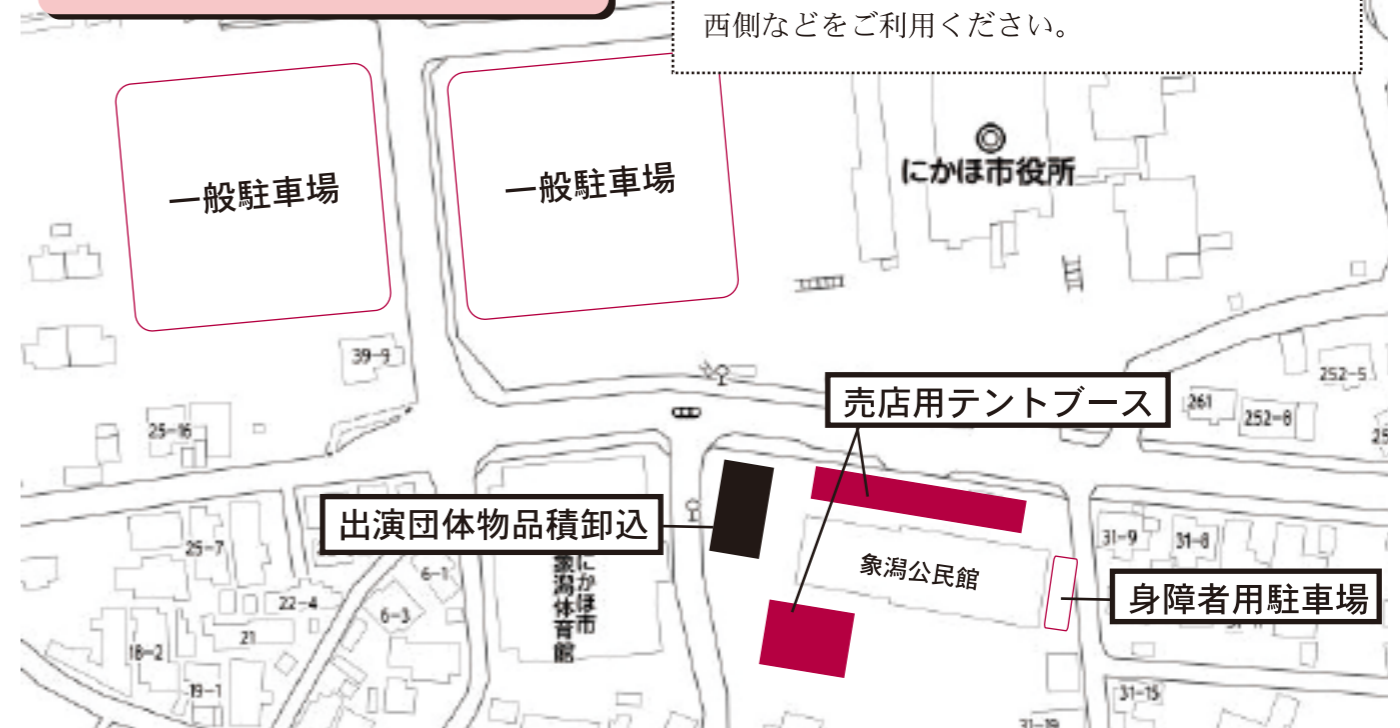 西側などをご利用ください。
一般駐車場
一般駐車場
にかほ市役所
39-9
売店用テントブース
252-5
261
252-8
25-16
出演団体物品積卸込
にかほ市
象潟体育館
象潟公民館
身障者用駐車場
31-9
31-8
25-7
6-1
22-4
6-3
21
18-2
19-1
31-15
31-19